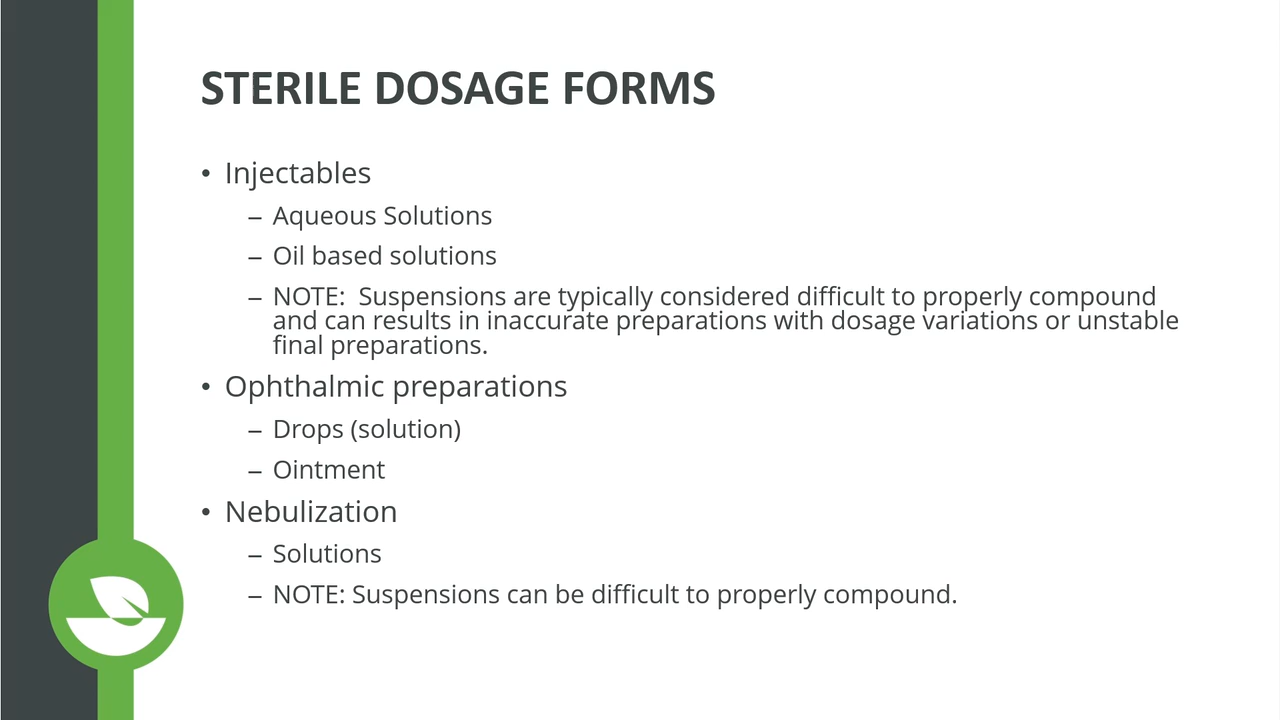 STERILE DOSAGE FORMS
• Injectables
– Aqueous Solutions
– Oil based solutions
– NOTE:  Suspensions are typically considered difficult to properly compound
and can results in inaccurate preparations with dosage variations or unstable
final preparations.
• Ophthalmic preparations
– Drops (solution)
– Ointment
• Nebulization
– Solutions
– NOTE: Suspensions can be difficult to properly compound.